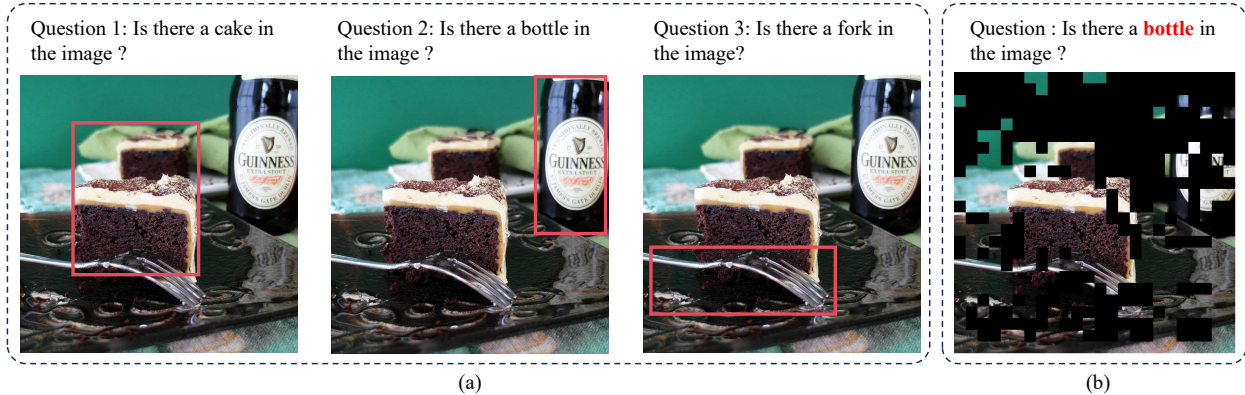 Question 1: Is there a cake in
the image ?
Question 2: Is there a bottle in
the image ?
Question 3: Is there a fork in
the image?
Question : Is there a bottle in
the image ?
GUINNESS
EXTRA STOUT
GUINNESS
EXTRA STOUT
GUINNESS
EXTRA STOUT
(a)
(b)